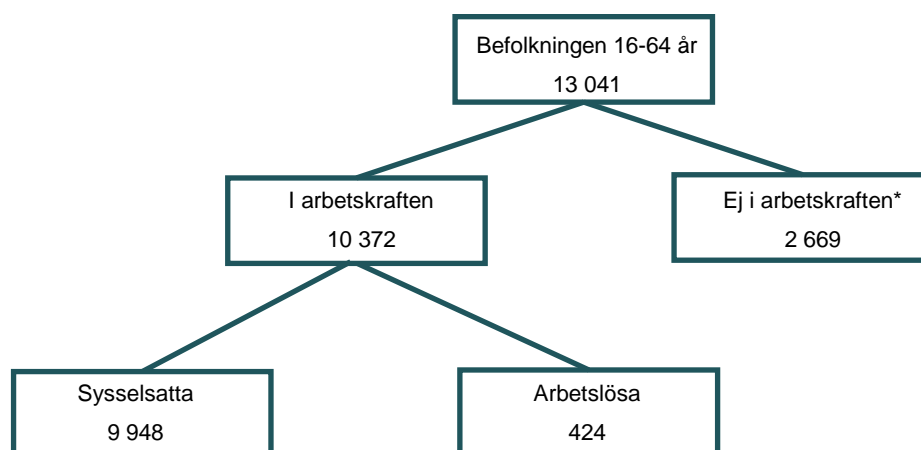 Befolkningen 16-64 år
13 041
I arbetskraften
10 372
Ej i arbetskraften*
2 669
Sysselsatta
9 948
Arbetslösa
424